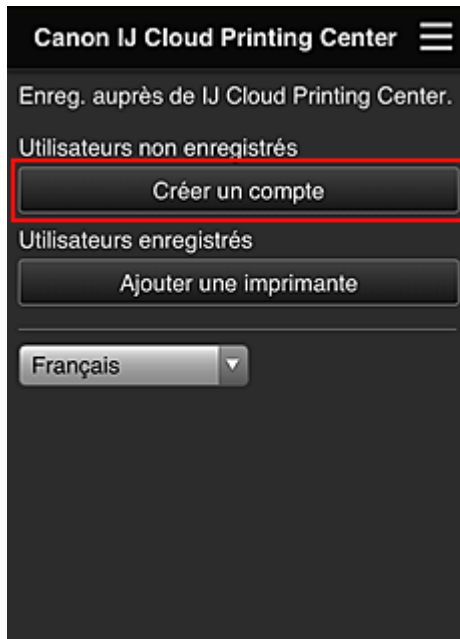 Canon IJ Cloud Printing Center
Enreg. auprès de IJ Cloud Printing Center.
Utilisateurs non enregistrés
Créer un compte
Utilisateurs enregistrés
Ajouter une imprimante
Français